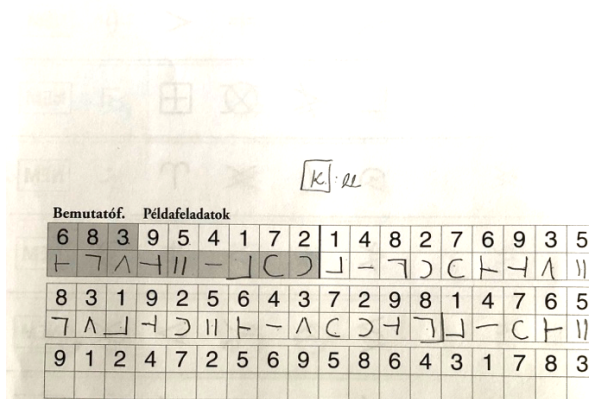 K
Bemutatóf. Példafeladatok
6 8 3 9 5 4 1 7 2 1 4 8 2 7 6 9 3 5
8 3 1 9 2 5 6 4 3 7 2 9 8 1 4 7 6 5
9 1 2 4 7 2 5 6 9 5 8 6 4 3 1 7 8 3